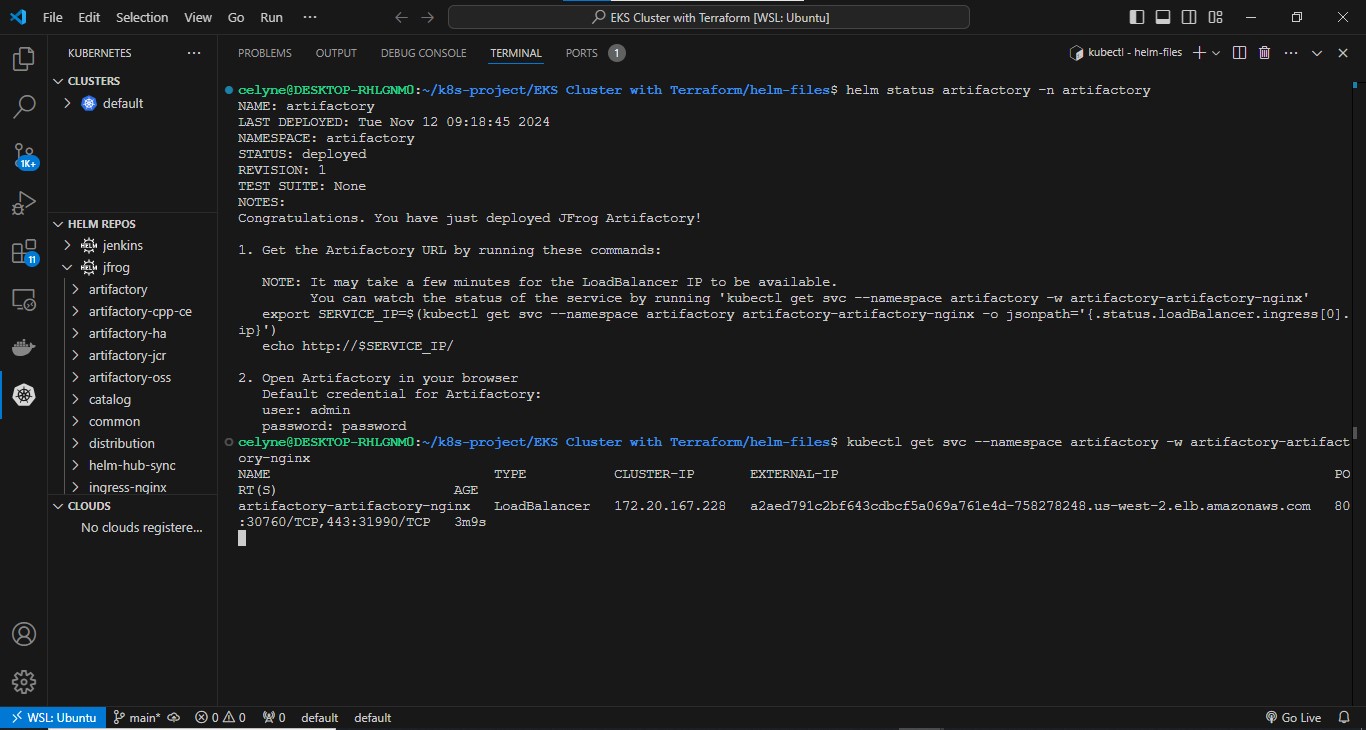 File Edit Selection View Go Run ···
EKS Cluster with Terraform [WSL: Ubuntu]
KUBERNETES ···
PROBLEMS OUTPUT DEBUG CONSOLE TERMINAL PORTS 1
kubectl - helm-files
CLUSTERS
default
1K+
11
HELM REPOS
jenkins
jfrog
artifactory
artifactory-cpp-ce
artifactory-ha
artifactory-jcr
artifactory-oss
catalog
common
distribution
helm-hub-sync
ingress-nginx
CLOUDS
No clouds registere...
celyne@DESKTOP-RHLGNM0:~/k8s-project/EKS Cluster with Terraform/helm-files$ helm status artifactory -n artifactory
NAME: artifactory
LAST DEPLOYED: Tue Nov 12 09:18:45 2024
NAMESPACE: artifactory
STATUS: deployed
REVISION: 1
TEST SUITE: None
NOTES:
Congratulations. You have just deployed JFrog Artifactory!
1. Get the Artifactory URL by running these commands:
NOTE: It may take a few minutes for the LoadBalancer IP to be available.
You can watch the status of the service by running 'kubectl get svc --namespace artifactory -w artifactory-artifactory-nginx'
export SERVICE_IP=$(kubectl get svc --namespace artifactory artifactory-artifactory-nginx -o jsonpath='{.status.loadBalancer.ingress[0].
ip}')
echo http://$SERVICE_IP/
2. Open Artifactory in your browser
Default credential for Artifactory:
user: admin
password: password
celyne@DESKTOP-RHLGNM0:~/k8s-project/EKS Cluster with Terraform/helm-files$ kubectl get svc --namespace artifactory -w artifactory-artifact
ory-nginx
NAME TYPE CLUSTER-IP EXTERNAL-IP PO
RT(S) AGE
artifactory-artifactory-nginx LoadBalancer 172.20.167.228 a2aed791c2bf643cdbcf5a069a761e4d-758278248.us-west-2.elb.amazonaws.com 80
:30760/TCP,443:31990/TCP 3m9s
WSL: Ubuntu main* 0 0 0 default default
Go Live